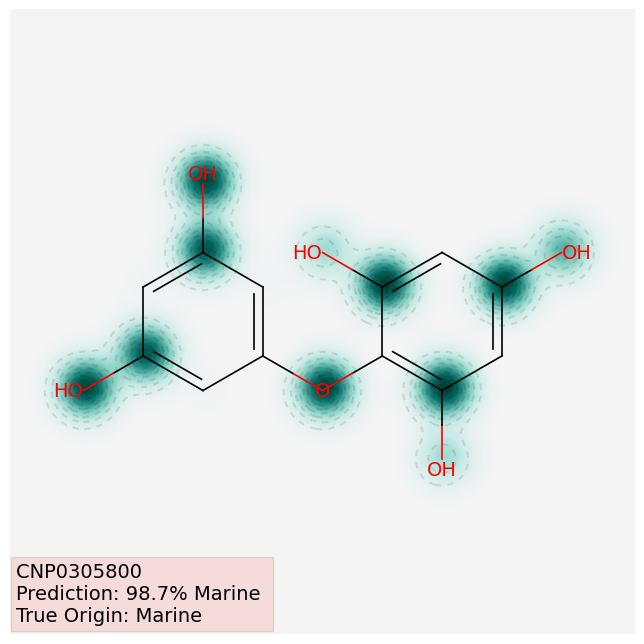 OH
HO
OH
HO
O
OH
CNP0305800
Prediction: 98.7% Marine
True Origin: Marine